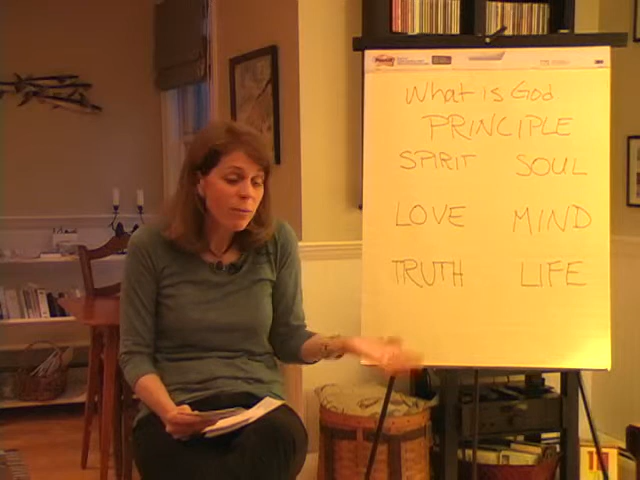 What is God
PRINCIPLE
SPIRIT SOUL
LOVE MIND
TRUTH LIFE